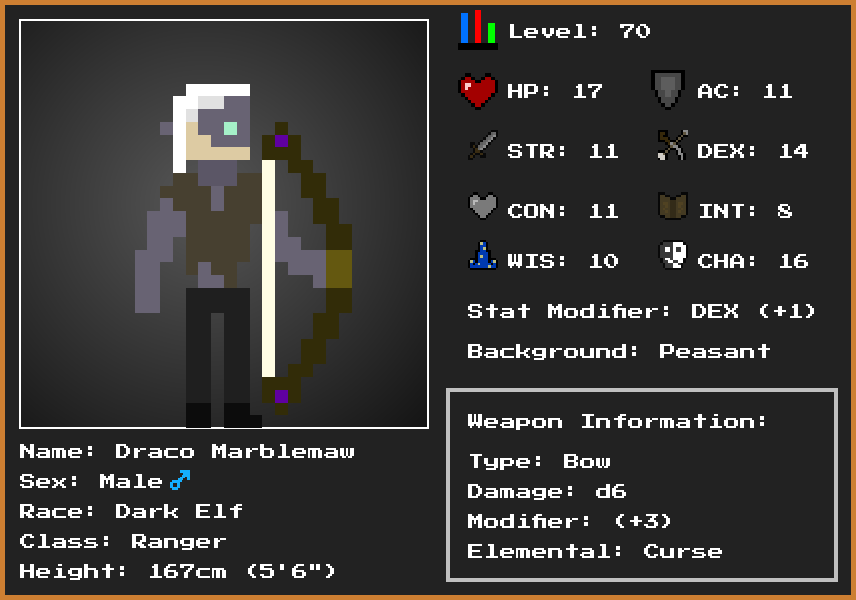 Level: 70
HP: 17
AC: 11
STR: 11
DEX: 14
CON: 11
INT: 8
WIS: 10
CHA: 16
Stat Modifier: DEX (+1)
Background: Peasant
Weapon Information:
Type: Bow
Damage: d6
Modifier: (+3)
Elemental: Curse
Name: Draco Marblemaw
Sex: Male ♂
Race: Dark Elf
Class: Ranger
Height: 167cm (5'6")